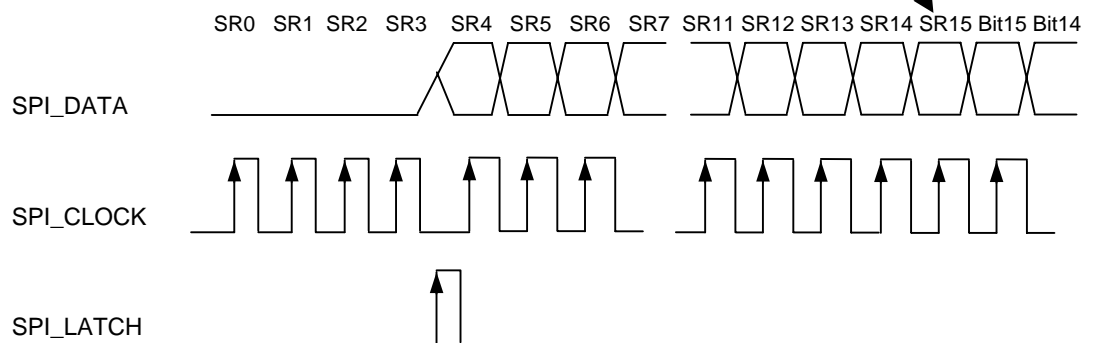 SR0 SR1 SR2 SR3 SR4 SR5 SR6 SR7 SR11 SR12 SR13 SR14 SR15 Bit15 Bit14
SPI_DATA
SPI_CLOCK
SPI_LATCH